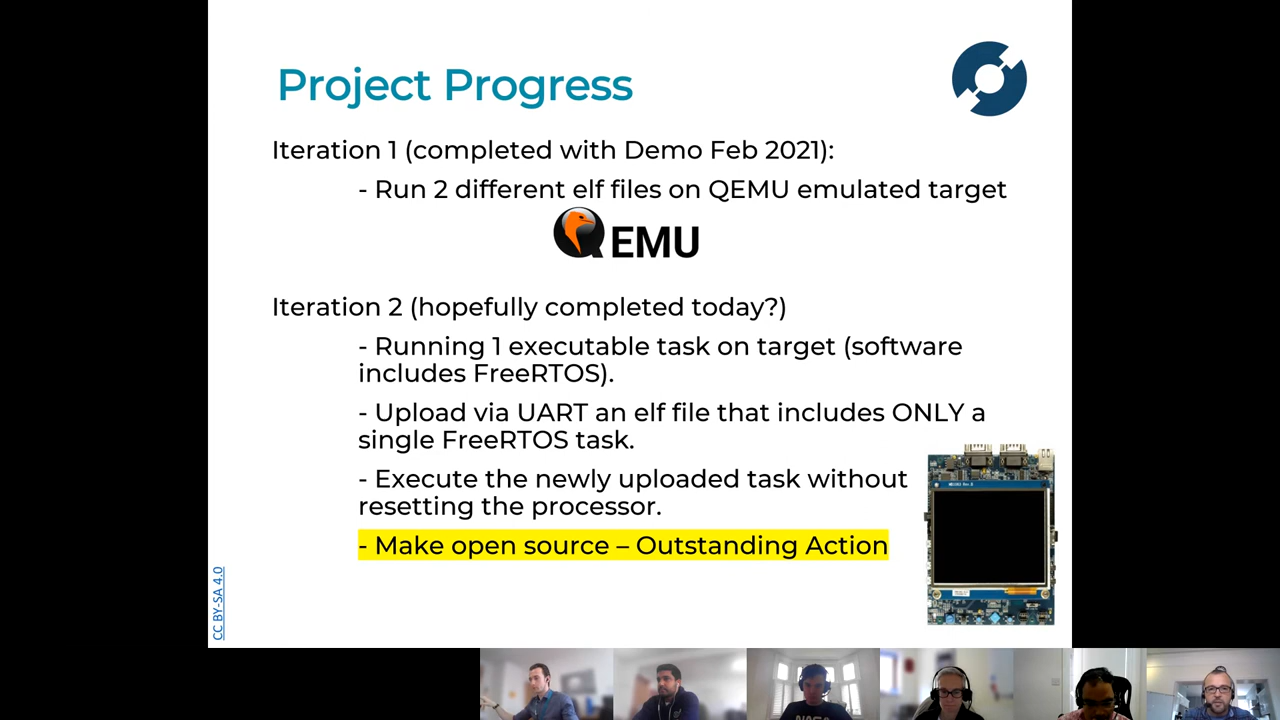 Project Progress
Iteration 1 (completed with Demo Feb 2021):
- Run 2 different elf files on QEMU emulated target
QEMU
Iteration 2 (hopefully completed today?)
- Running 1 executable task on target (software
includes FreeRTOS).
- Upload via UART an elf file that includes ONLY a
single FreeRTOS task.
- Execute the newly uploaded task without
resetting the processor.
- Make open source – Outstanding Action
CC BY-SA 4.0
NASA